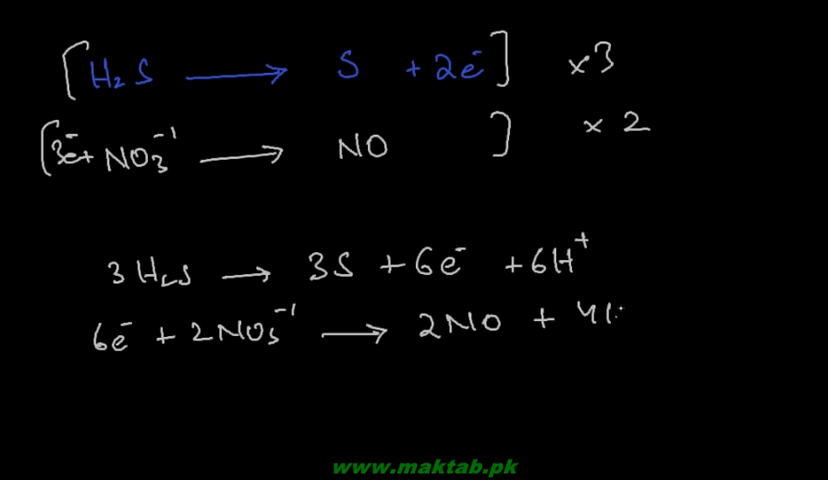 [H₂S → S + 2e⁻] ×3
[3e⁻ + NO₃⁻¹ → NO ] × 2
3H₂S → 3S + 6e⁻ + 6H⁺
6e⁻ + 2NO₃⁻¹ → 2NO + 4
www.maktab.pk